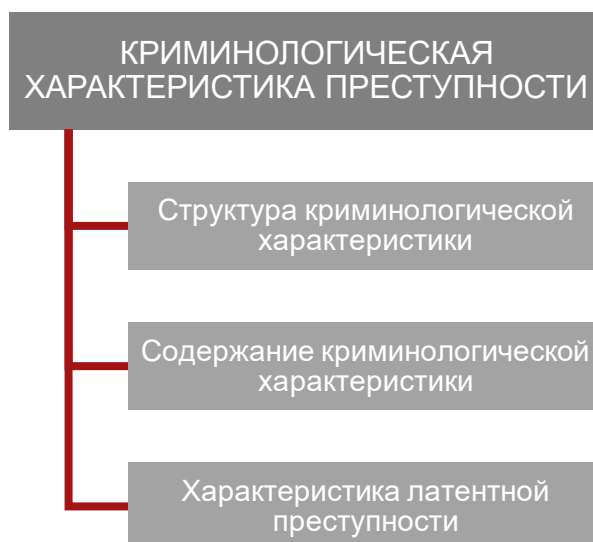 КРИМИНОЛОГИЧЕСКАЯ
ХАРАКТЕРИСТИКА ПРЕСТУПНОСТИ
Структура криминологической
характеристики
Содержание криминологической
характеристики
Характеристика латентной
преступности